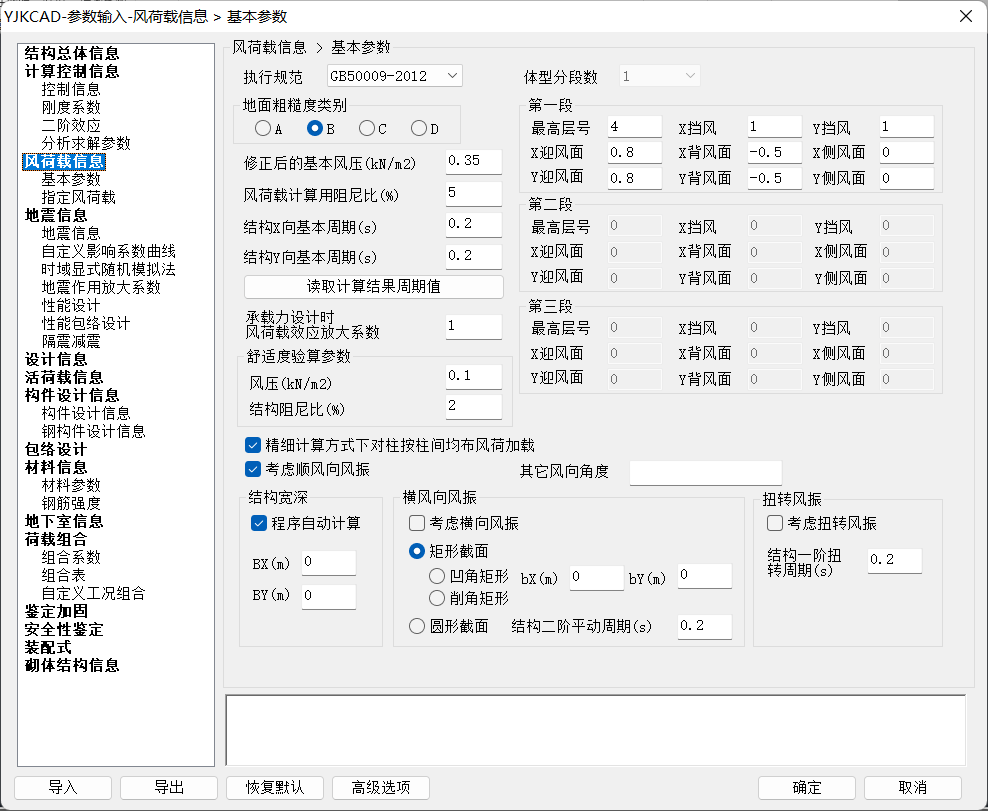 YJKCAD-参数输入-风荷载信息 > 基本参数
结构总体信息
计算控制信息
控制信息
刚度系数
二阶效应
分析求解参数
风荷载信息
基本参数
指定风荷载
地震信息
地震信息
自定义影响系数曲线
时域显式随机模拟法
地震作用放大系数
性能设计
性能包络设计
隔震减震
设计信息
活荷载信息
构件设计信息
构件设计信息
钢构件设计信息
包络设计
材料信息
材料参数
钢筋强度
地下室信息
荷载组合
组合系数
组合表
自定义工况组合
鉴定加固
安全性鉴定
装配式
砌体结构信息
风荷载信息 > 基本参数
执行规范 GB50009-2012
地面粗糙度类别
A B C D
修正后的基本风压(kN/m2) 0.35
风荷载计算用阻尼比(%) 5
结构X向基本周期(s) 0.2
结构Y向基本周期(s) 0.2
读取计算结果周期值
承载力设计时
风荷载效应放大系数 1
舒适度验算参数
风压(kN/m2) 0.1
结构阻尼比(%) 2
体型分段数 1
第一段
最高层号 4 X挡风 1 Y挡风 1
X迎风面 0.8 X背风面 -0.5 X侧风面 0
Y迎风面 0.8 Y背风面 -0.5 Y侧风面 0
第二段
最高层号 0 X挡风 0 Y挡风 0
X迎风面 0 X背风面 0 X侧风面 0
Y迎风面 0 Y背风面 0 Y侧风面 0
第三段
最高层号 0 X挡风 0 Y挡风 0
X迎风面 0 X背风面 0 X侧风面 0
Y迎风面 0 Y背风面 0 Y侧风面 0
精细计算方式下对柱按柱间均布风荷加载
考虑顺风向风振 其它风向角度
结构宽深
程序自动计算
BX(m) 0
BY(m) 0
横风向风振
考虑横向风振
矩形截面
凹角矩形 bX(m) 0 bY(m) 0
削角矩形
圆形截面 结构二阶平动周期(s) 0.2
扭转风振
考虑扭转风振
结构一阶扭
转周期(s) 0.2
导入 导出 恢复默认 高级选项 确定 取消